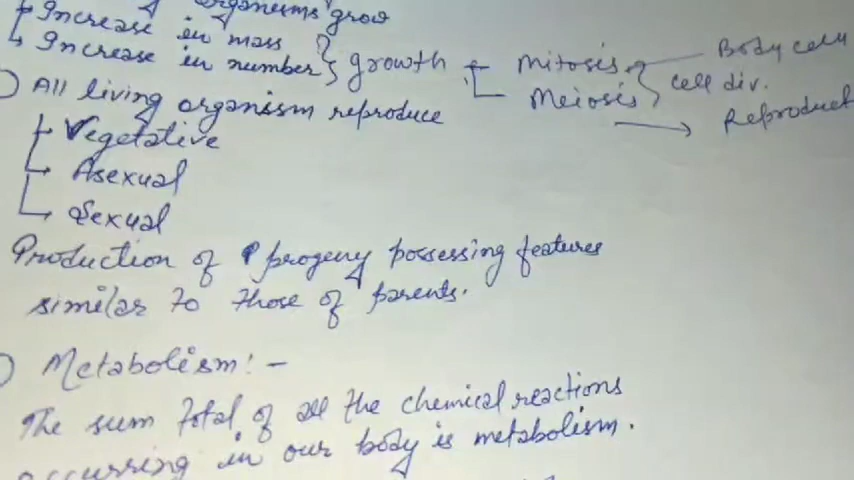 organisms grow
Increase in mass
Increase in number } growth Mitosis Body cell
Meiosis } cell div.
Reproduct
All living organism reproduce
Vegetative
Asexual
Sexual
Production of progeny possessing features
similar to those of parents.
Metabolism:-
The sum total of all the chemical reactions
occurring in our body is metabolism.